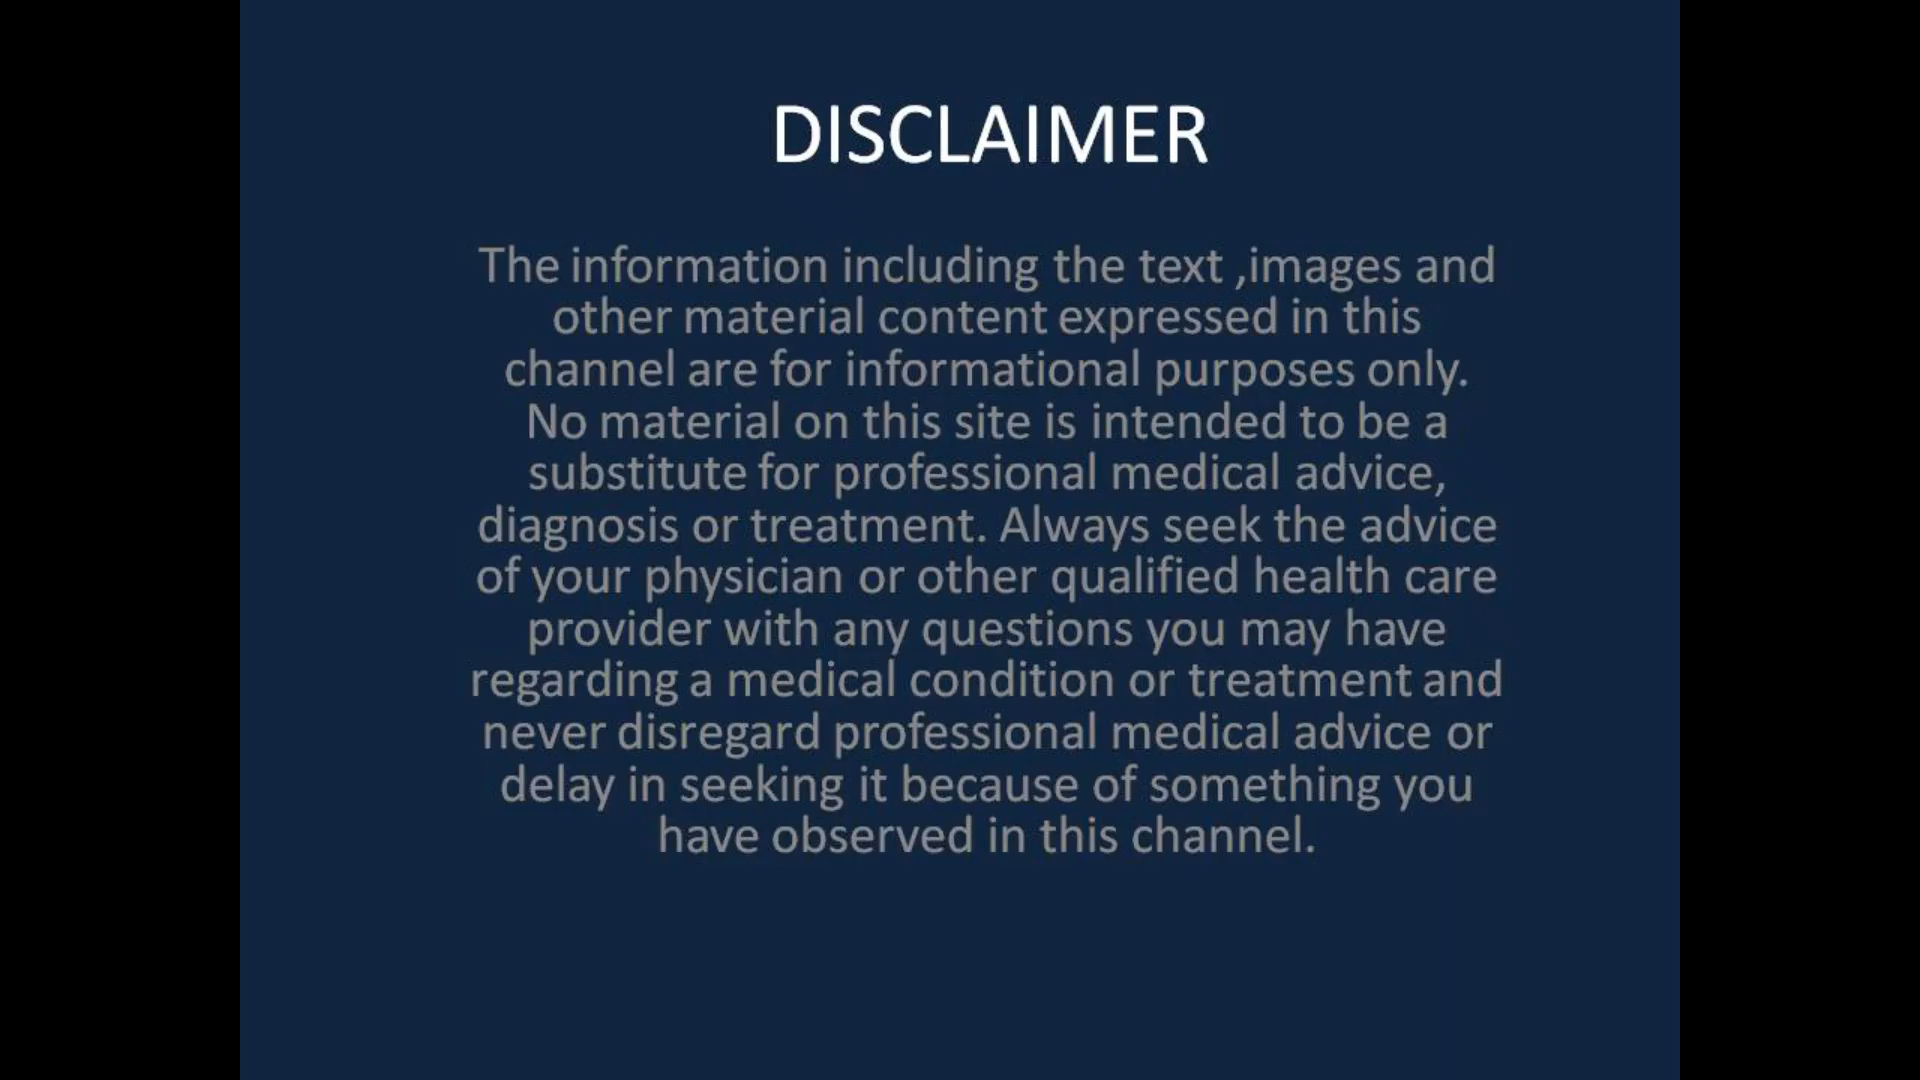 DISCLAIMER
The information including the text ,images and
other material content expressed in this
channel are for informational purposes only.
No material on this site is intended to be a
substitute for professional medical advice,
diagnosis or treatment. Always seek the advice
of your physician or other qualified health care
provider with any questions you may have
regarding a medical condition or treatment and
never disregard professional medical advice or
delay in seeking it because of something you
have observed in this channel.